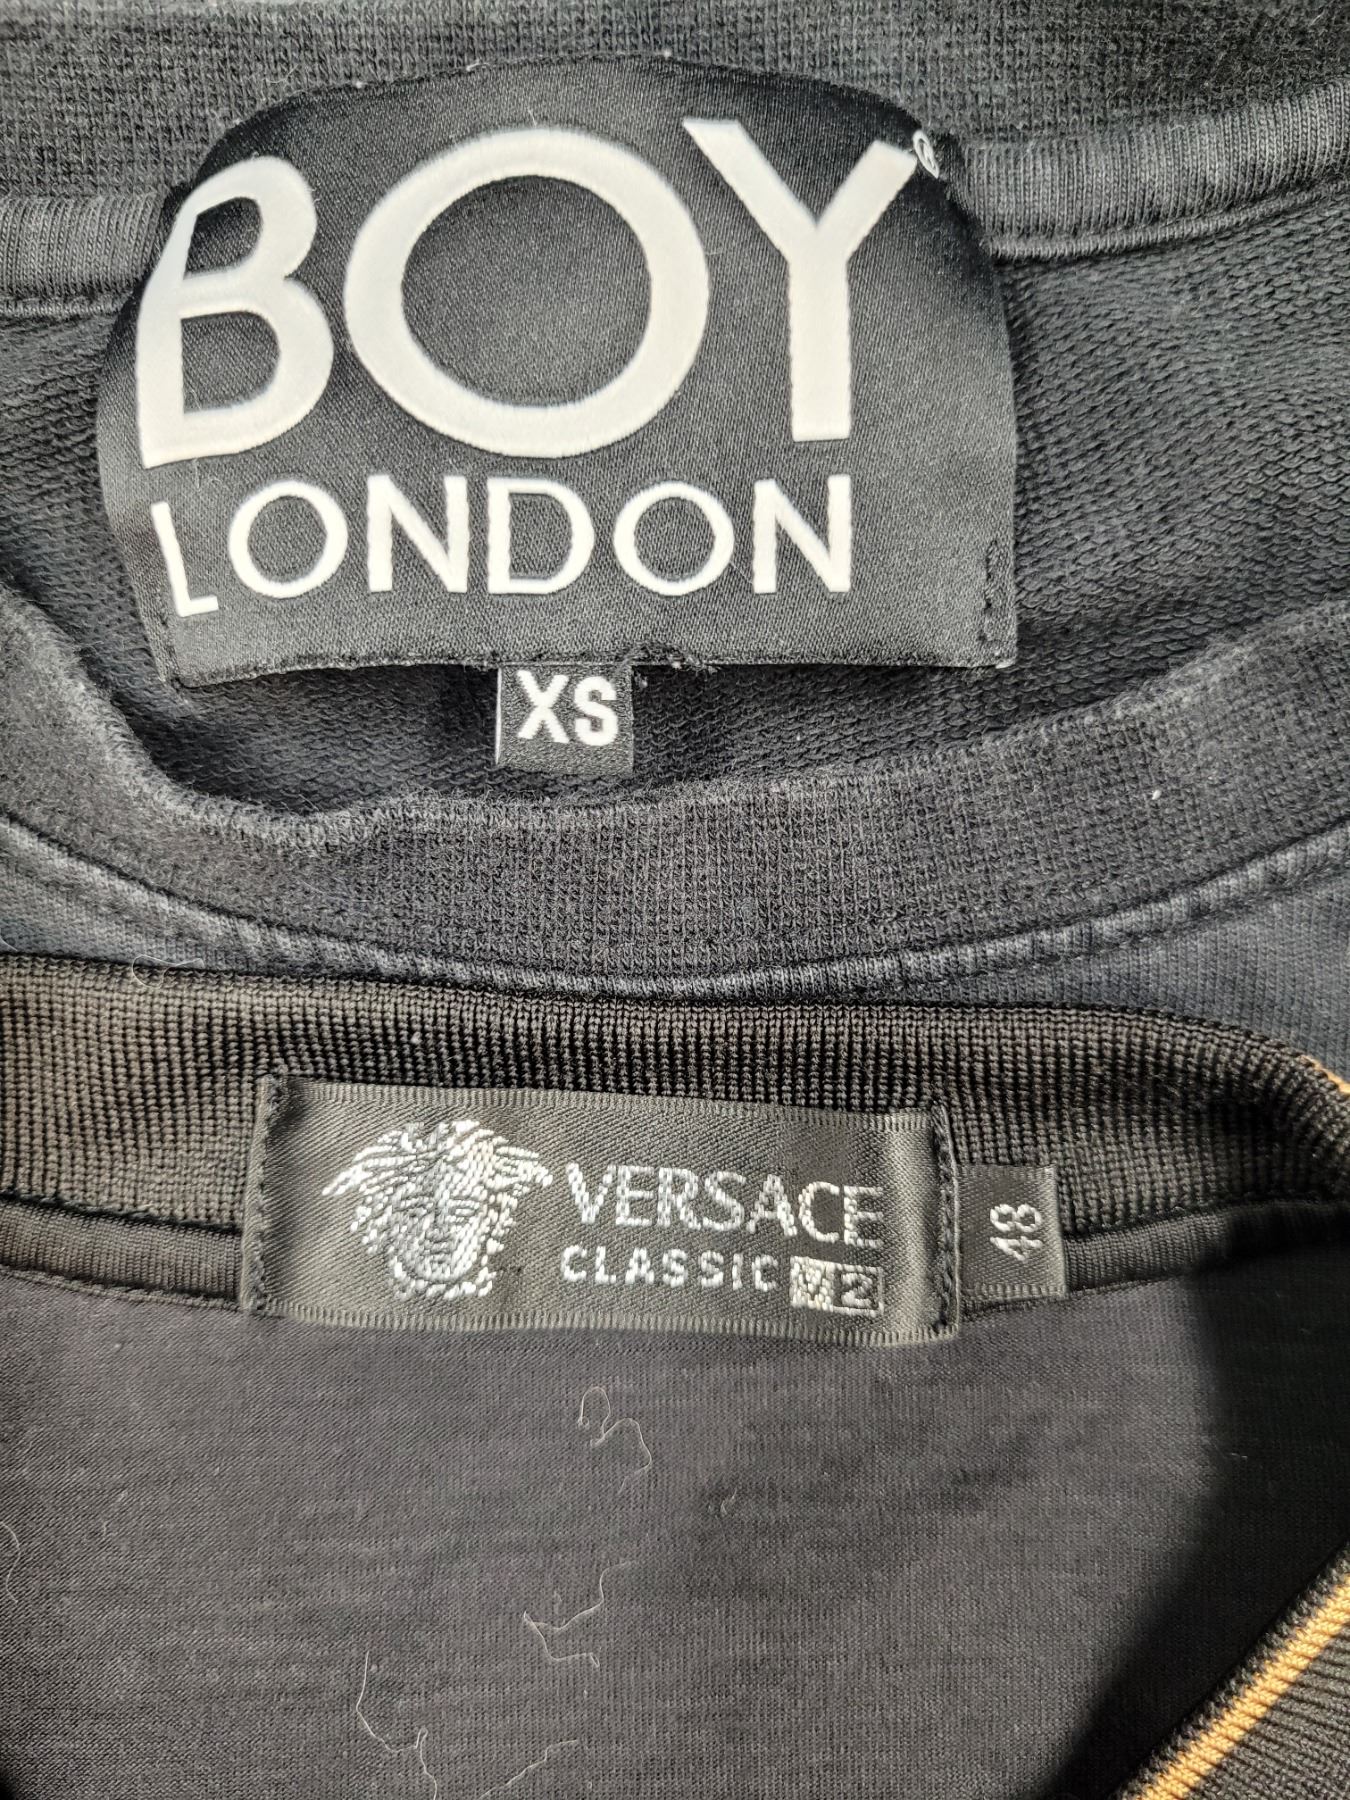 BOY®
LONDON
XS
VERSACE
CLASSIC V2
48